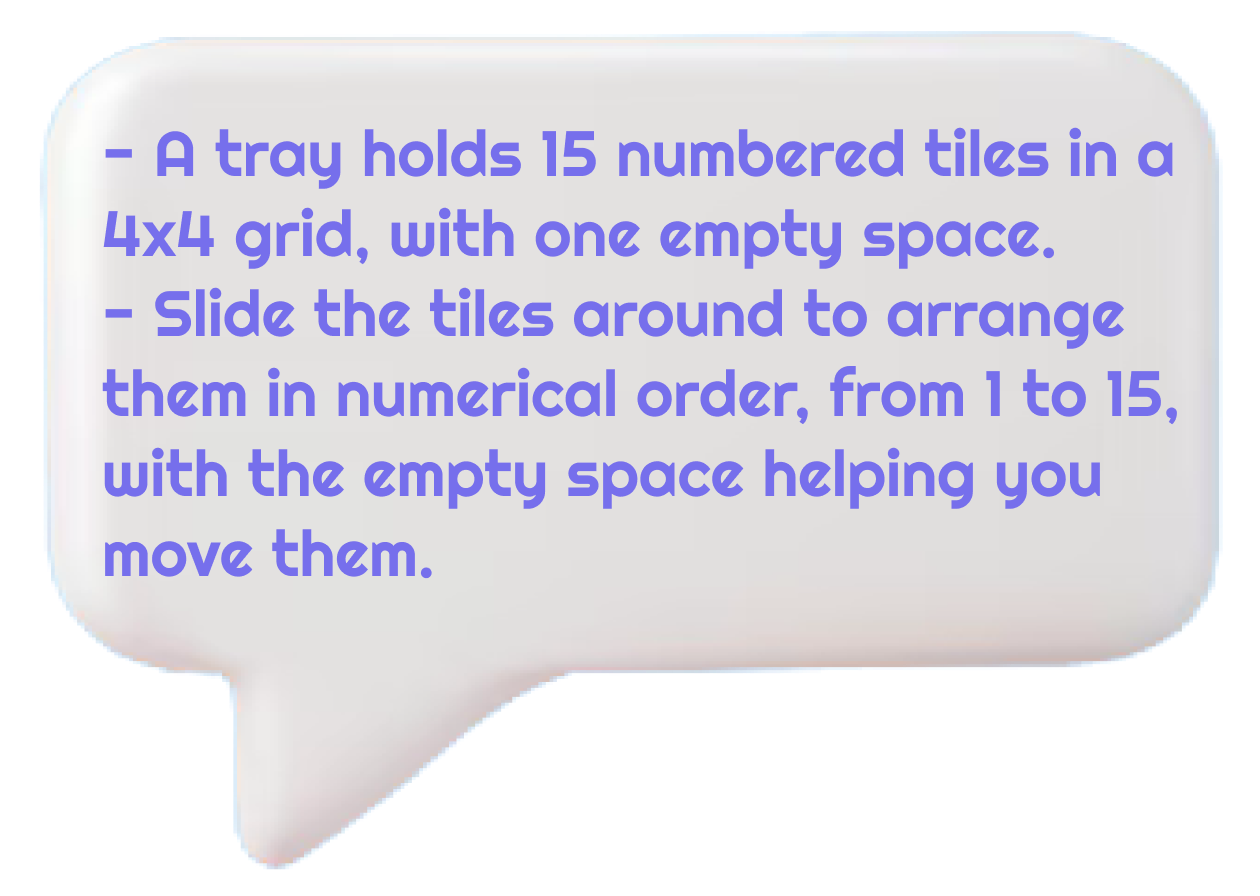 - A tray holds 15 numbered tiles in a
4x4 grid, with one empty space.
- Slide the tiles around to arrange
them in numerical order, from 1 to 15,
with the empty space helping you
move them.